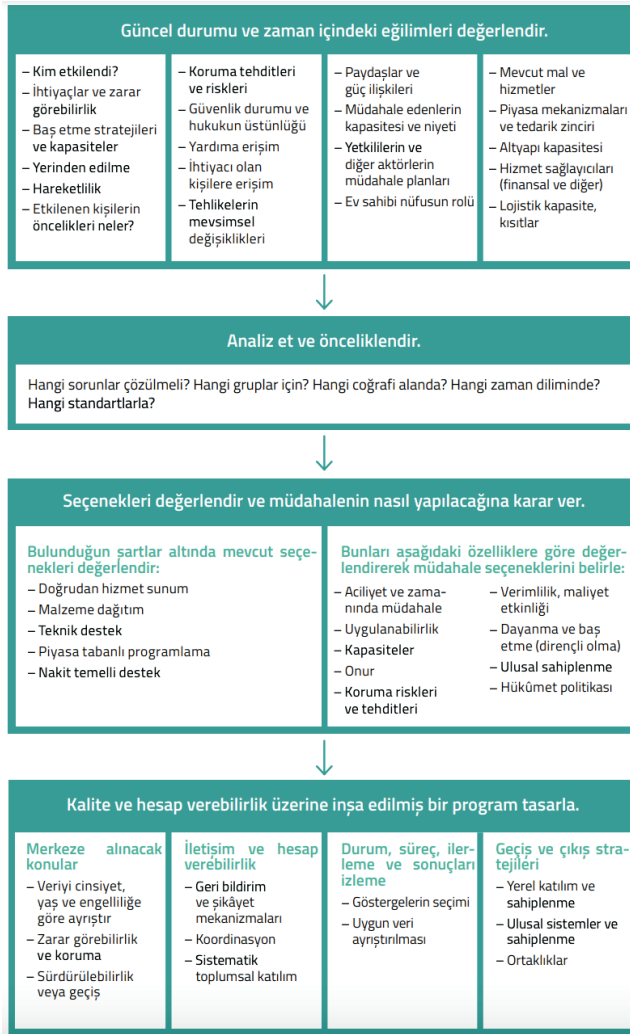 Güncel durumu ve zaman içindeki eğilimleri değerlendir.
– Kim etkilendi?
– İhtiyaçlar ve zarar
görebilirlik
– Baş etme stratejileri
ve kapasiteler
– Yerinden edilme
– Hareketlilik
– Etkilenen kişilerin
öncelikleri neler?
– Koruma tehditleri
ve riskleri
– Güvenlik durumu ve
hukukun üstünlüğü
– Yardıma erişim
– İhtiyacı olan
kişilere erişim
– Tehlikelerin
mevsimsel
değişiklikleri
– Paydaşlar ve
güç ilişkileri
– Müdahale edenlerin
kapasitesi ve niyeti
– Yetkililerin ve
diğer aktörlerin
müdahale planları
– Ev sahibi nüfusun rolü
– Mevcut mal ve
hizmetler
– Piyasa mekanizmaları
ve tedarik zinciri
– Altyapı kapasitesi
– Hizmet sağlayıcıları
(finansal ve diğer)
– Lojistik kapasite,
kısıtlar
Analiz et ve önceliklendir.
Hangi sorunlar çözülmeli? Hangi gruplar için? Hangi coğrafi alanda? Hangi zaman diliminde?
Hangi standartlarla?
Seçenekleri değerlendir ve müdahalenin nasıl yapılacağına karar ver.
Bulunduğun şartlar altında mevcut seçe-
nekleri değerlendir:
– Doğrudan hizmet sunum
– Malzeme dağıtım
– Teknik destek
– Piyasa tabanlı programlama
– Nakit temelli destek
Bunları aşağıdaki özelliklere göre değer-
lendirerek müdahale seçeneklerini belirle:
– Aciliyet ve zama-
nında müdahale
– Uygulanabilirlik
– Kapasiteler
– Onur
– Koruma riskleri
ve tehditleri
– Verimlilik, maliyet
etkinliği
– Dayanma ve baş
etme (dirençli olma)
– Ulusal sahiplenme
– Hükûmet politikası
Kalite ve hesap verebilirlik üzerine inşa edilmiş bir program tasarla.
Merkeze alınacak
konular
– Veriyi cinsiyet,
yaş ve engelliliğe
göre ayrıştır
– Zarar görebilirlik
ve koruma
– Sürdürülebilirlik
veya geçiş
İletişim ve hesap
verebilirlik
– Geri bildirim
ve şikâyet
mekanizmaları
– Koordinasyon
– Sistematik
toplumsal katılım
Durum, süreç, iler-
leme ve sonuçları
izleme
– Göstergelerin seçimi
– Uygun veri
ayrıştırılması
Geçiş ve çıkış stra-
tejileri
– Yerel katılım ve
sahiplenme
– Ulusal sistemler ve
sahiplenme
– Ortaklıklar